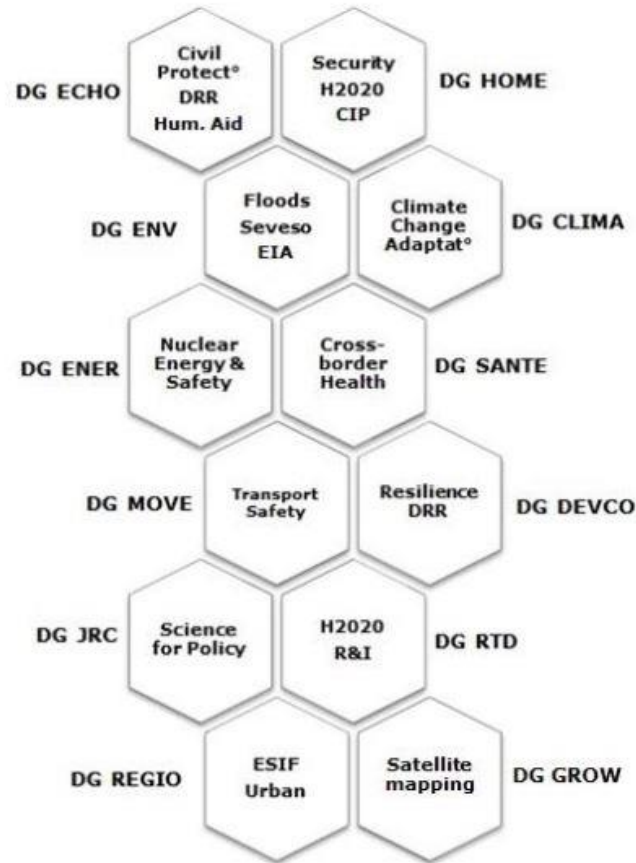 DG ECHO
Civil
Protect°
DRR
Hum. Aid
Security
H2020
CIP
DG HOME
DG ENV
Floods
Seveso
EIA
Climate
Change
Adaptat°
DG CLIMA
DG ENER
Nuclear
Energy &
Safety
Cross-
border
Health
DG SANTE
DG MOVE
Transport
Safety
Resilience
DRR
DG DEVCO
DG JRC
Science
for Policy
H2020
R&I
DG RTD
DG REGIO
ESIF
Urban
Satellite
mapping
DG GROW